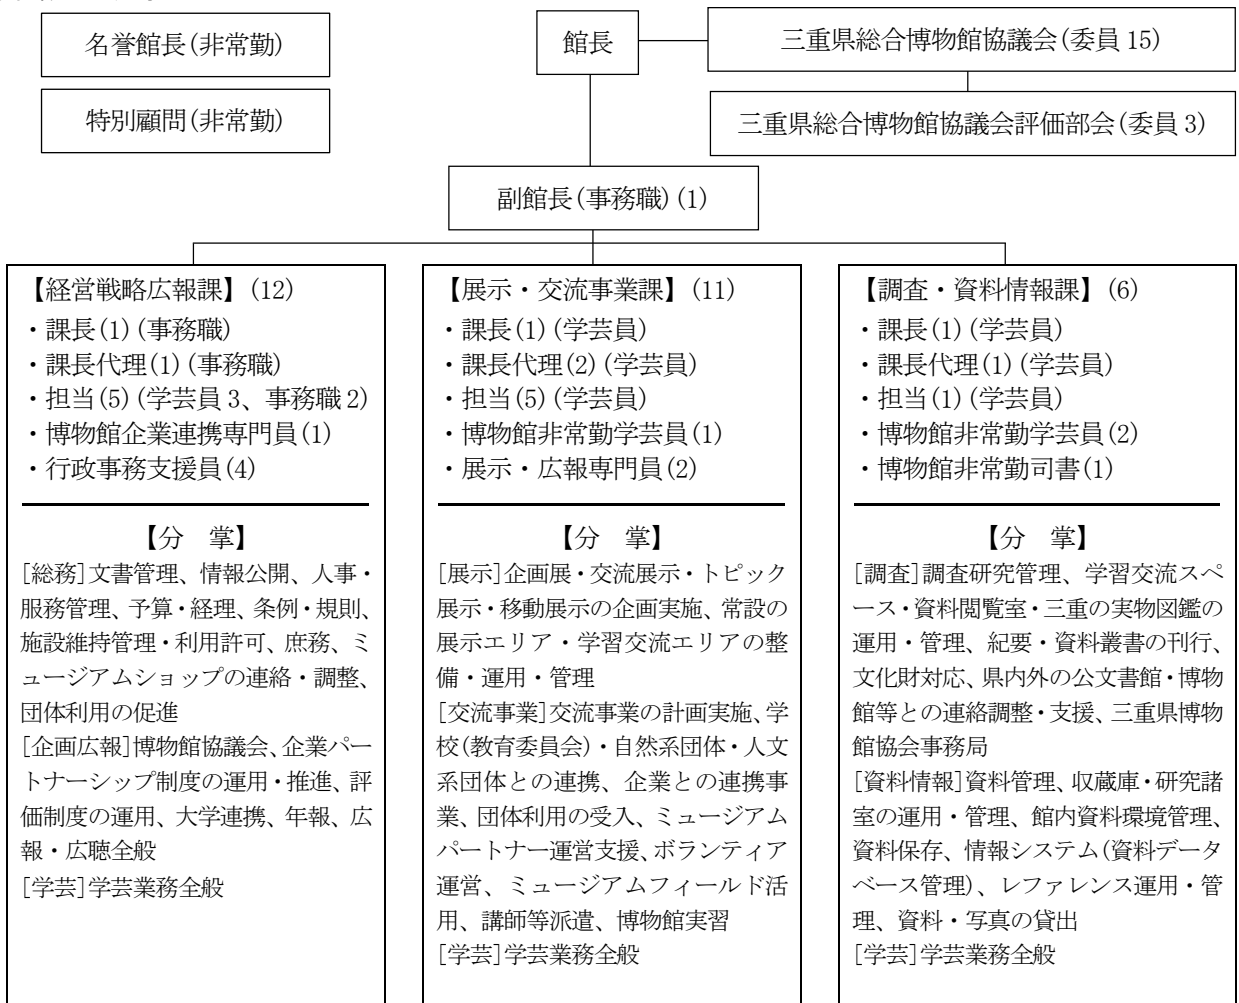 名誉館長(非常勤)
館長
三重県総合博物館協議会(委員 15)
特別顧問(非常勤)
三重県総合博物館協議会評価部会(委員 3)
副館長(事務職) (1)
【経営戦略広報課】 (12)
・課長(1) (事務職)
・課長代理(1) (事務職)
・担当(5) (学芸員 3、事務職 2)
・博物館企業連携専門員(1)
・行政事務支援員(4)
【分　掌】
[総務]文書管理、情報公開、人事・
服務管理、予算・経理、条例・規則、
施設維持管理・利用許可、庶務、ミ
ュージアムショップの連絡・調整、
団体利用の促進
[企画広報]博物館協議会、企業パー
トナーシップ制度の運用・推進、評
価制度の運用、大学連携、年報、広
報・広聴全般
[学芸]学芸業務全般
【展示・交流事業課】 (11)
・課長(1) (学芸員)
・課長代理(2) (学芸員)
・担当(5) (学芸員)
・博物館非常勤学芸員(1)
・展示・広報専門員(2)
【分　掌】
[展示]企画展・交流展示・トピック
展示・移動展示の企画実施、常設の
展示エリア・学習交流エリアの整
備・運用・管理
[交流事業]交流事業の計画実施、学
校(教育委員会)・自然系団体・人文
系団体との連携、企業との連携事
業、団体利用の受入、ミュージアム
パートナー運営支援、ボランティア
運営、ミュージアムフィールド活
用、講師等派遣、博物館実習
[学芸]学芸業務全般
【調査・資料情報課】 (6)
・課長(1) (学芸員)
・課長代理(1) (学芸員)
・担当(1) (学芸員)
・博物館非常勤学芸員(2)
・博物館非常勤司書(1)
【分　掌】
[調査]調査研究管理、学習交流スペ
ース・資料閲覧室・三重の実物図鑑の
運用・管理、紀要・資料叢書の刊行、
文化財対応、県内外の公文書館・博物
館等との連絡調整・支援、三重県博物
館協会事務局
[資料情報]資料管理、収蔵庫・研究諸
室の運用・管理、館内資料環境管理、
資料保存、情報システム(資料データ
ベース管理)、レファレンス運用・管
理、資料・写真の貸出
[学芸]学芸業務全般